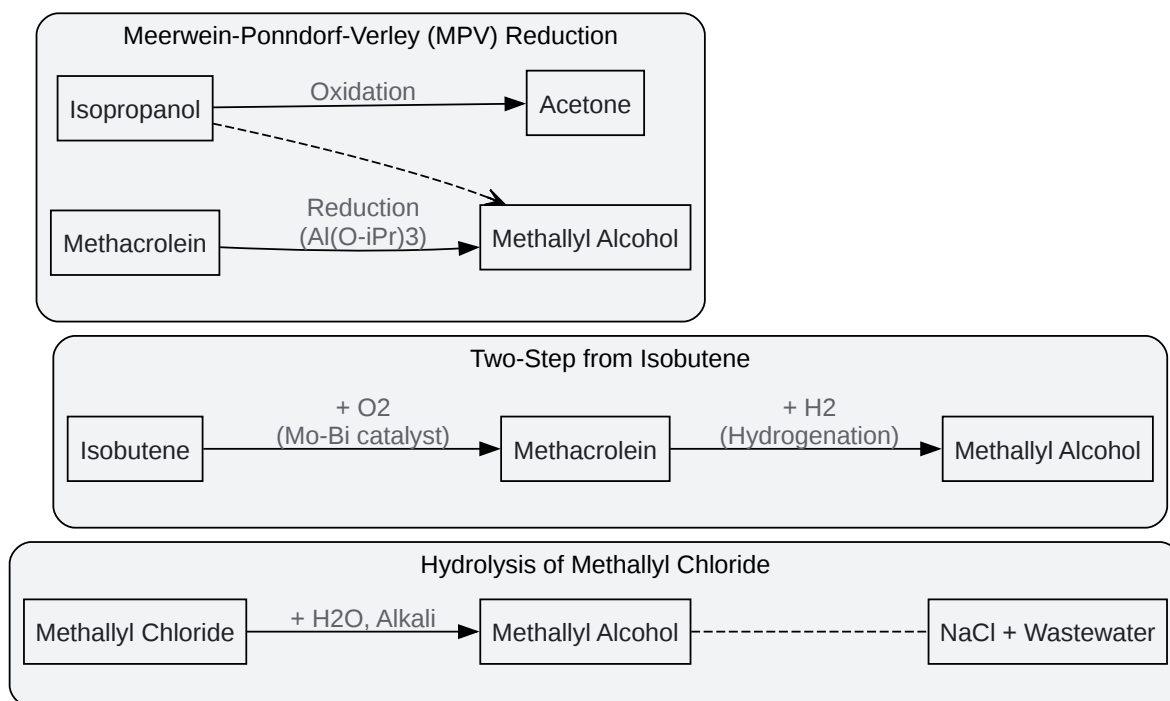 Meerwein-Ponndorf-Verley (MPV) Reduction
Isopropanol
Oxidation
Acetone
Methacrolein
Reduction
(Al(O-iPr)3)
Methallyl Alcohol
Two-Step from Isobutene
Isobutene
+ O2
(Mo-Bi catalyst)
Methacrolein
+ H2
(Hydrogenation)
Methallyl Alcohol
Hydrolysis of Methallyl Chloride
Methallyl Chloride
+ H2O, Alkali
Methallyl Alcohol
NaCl + Wastewater